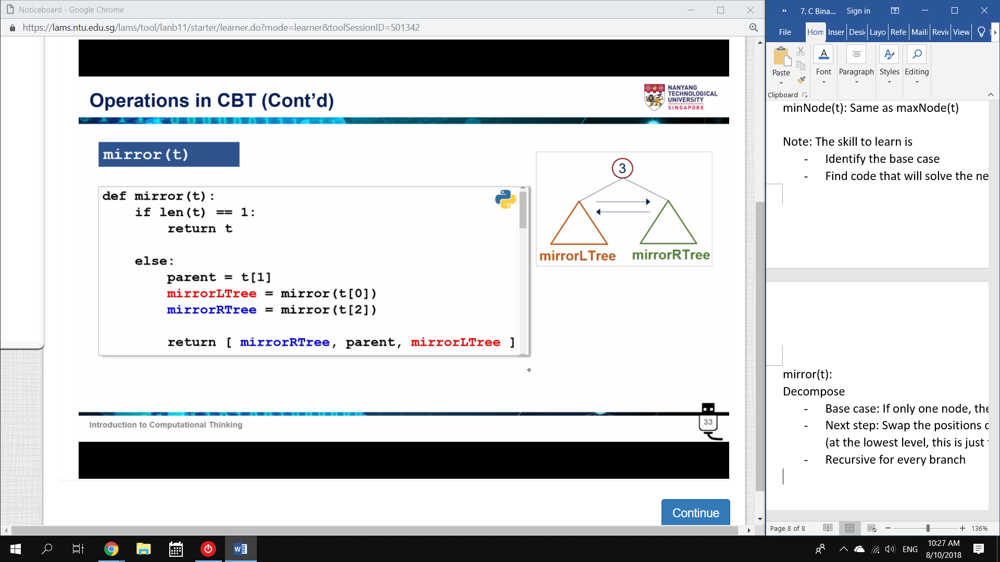 Noticeboard - Google Chrome
https://lams.ntu.edu.sg/lams/tool/lanb11/starter/learner.do?mode=learner&toolSessionID=501342
Operations in CBT (Cont'd)
NANYANG
TECHNOLOGICAL
UNIVERSITY
SINGAPORE
mirror(t)
def mirror(t):
if len(t) == 1:
return t
else:
parent = t[1]
mirrorLTree = mirror(t[0])
mirrorRTree = mirror(t[2])
return [ mirrorRTree, parent, mirrorLTree ]
3
mirrorLTree mirrorRTree
Introduction to Computational Thinking
33
Continue
7. C Bina... Sign in
File Hom Inser Desi Layo Refe Maili Revie View
Paste Font Paragraph Styles Editing
Clipboard
minNode(t): Same as maxNode(t)
Note: The skill to learn is
- Identify the base case
- Find code that will solve the ne
mirror(t):
Decompose
- Base case: If only one node, the
- Next step: Swap the positions o
(at the lowest level, this is just
- Recursive for every branch
Page 8 of 8 136%
ENG
10:27 AM
8/10/2018